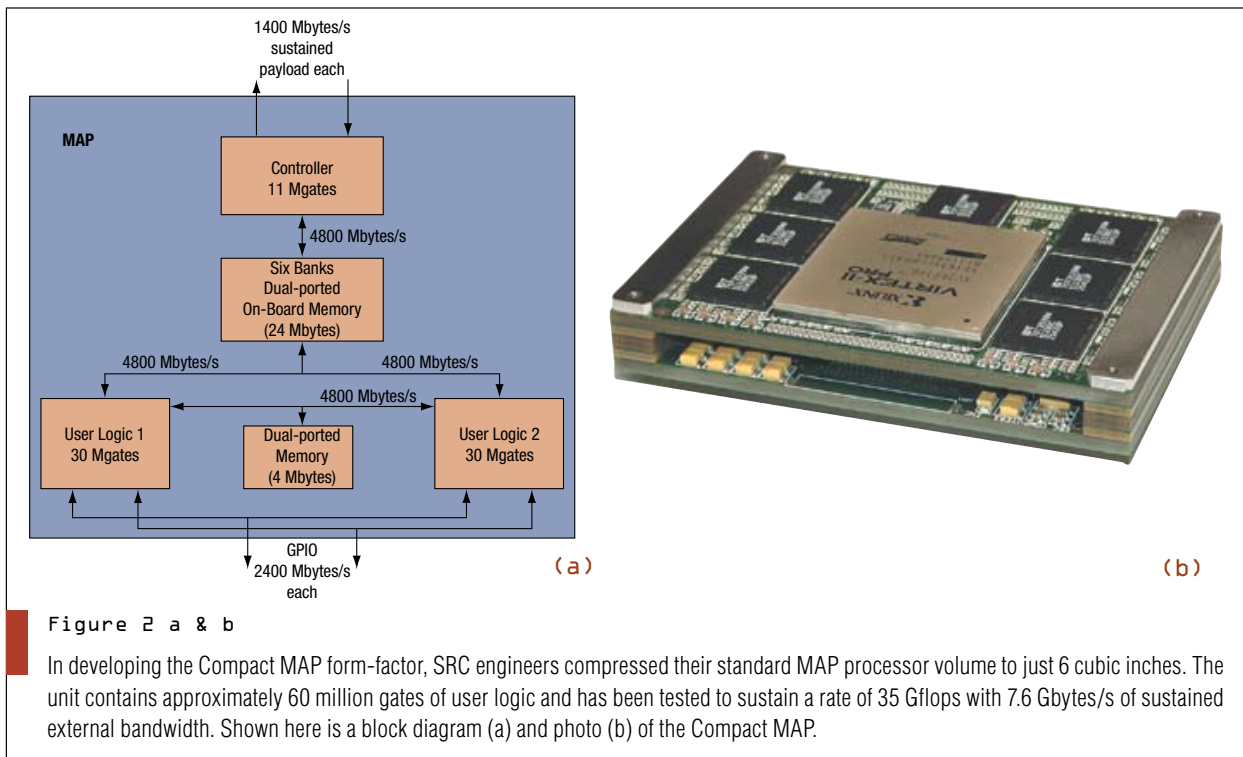 1400 Mbytes/s
sustained
payload each
MAP
Controller
11 Mgates
4800 Mbytes/s
Six Banks
Dual-ported
On-Board Memory
(24 Mbytes)
4800 Mbytes/s
4800 Mbytes/s
4800 Mbytes/s
User Logic 1
30 Mgates
Dual-ported
Memory
(4 Mbytes)
User Logic 2
30 Mgates
GPIO
2400 Mbytes/s
each
(a)
XILINX
VIRTEX-II
PRO
(b)
Figure 2 a & b
In developing the Compact MAP form-factor, SRC engineers compressed their standard MAP processor volume to just 6 cubic inches. The
unit contains approximately 60 million gates of user logic and has been tested to sustain a rate of 35 Gflops with 7.6 Gbytes/s of sustained
external bandwidth. Shown here is a block diagram (a) and photo (b) of the Compact MAP.